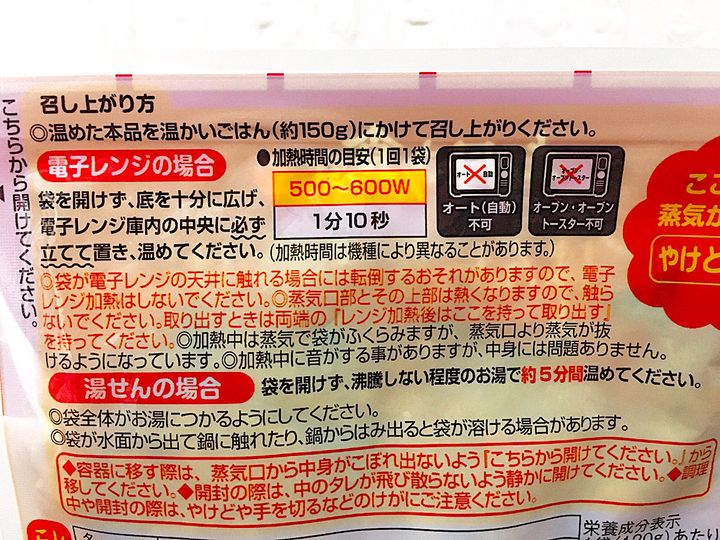 召し上がり方
◎温めた本品を温かいごはん(約150g)にかけて召し上がりください。
電子レンジの場合
●加熱時間の目安(1回1袋)
500〜600W
1分10秒
オート(自動)
不可
オーブン・オーブン
トースター不可
袋を開けず、底を十分に広げ、
電子レンジ庫内の中央に必ず
立てて置き、温めてください。
(加熱時間は機種により異なることがあります。)
◎袋が電子レンジの天井に触れる場合には転倒するおそれがありますので、電子
レンジ加熱はしないでください。◎蒸気口部とその上部は熱くなりますので、触ら
ないでください。取り出すときは両端の『レンジ加熱後はここを持って取り出す』
を持ってください。◎加熱中は蒸気で袋がふくらみますが、蒸気口より蒸気が抜
けるようになっています。◎加熱中に音がする事がありますが、中身には問題ありません。
湯せんの場合
袋を開けず、沸騰しない程度のお湯で約5分間温めてください。
◎袋全体がお湯につかるようにしてください。
◎袋が水面から出て鍋に触れたり、鍋からはみ出ると袋が溶ける場合があります。
◆容器に移す際は、蒸気口から中身がこぼれ出ないよう『こちらから開けてください。』から
移してください。◆開封の際は、中のタレが飛び散らないよう静かに開けてください。◆調理
中や開封の際は、やけどや手を切るなどのけがにご注意ください。
こちらから開けてください。
ここ
蒸気が
やけど
栄養成分表示